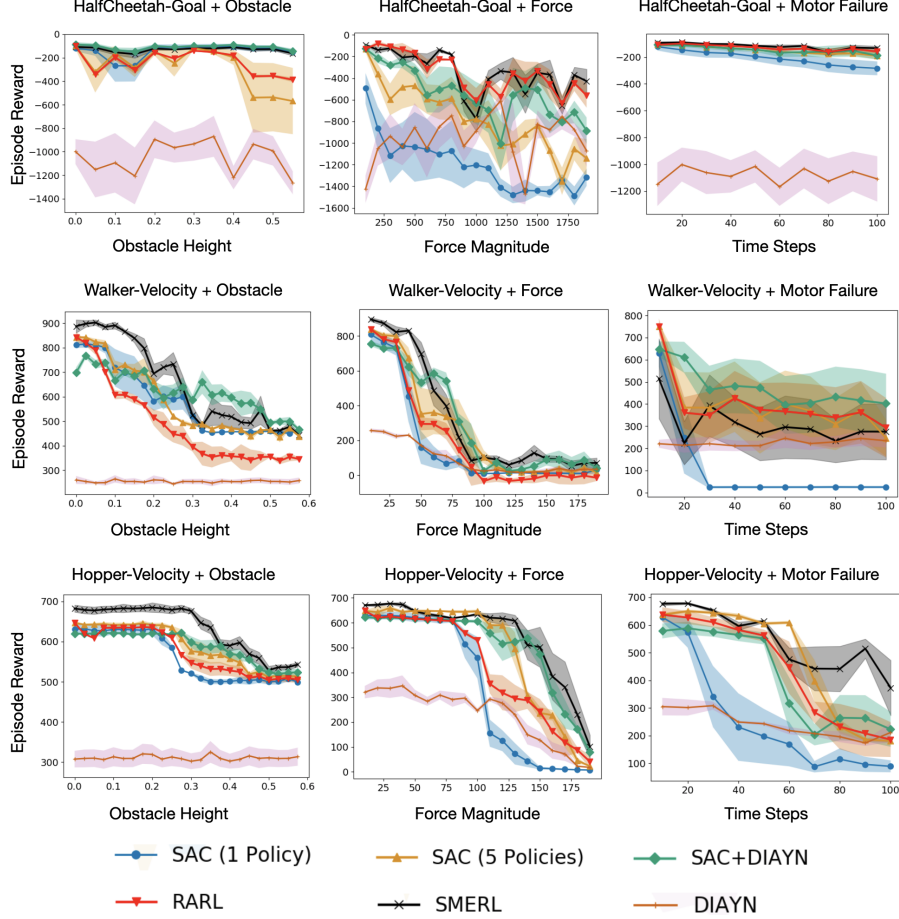 HalfCheetah-Goal + Obstacle
HalfCheetah-Goal + Force
HalfCheetah-Goal + Motor Failure
Episode Reward
0
−200
−400
−600
−800
−1000
−1200
−1400
0.0 0.1 0.2 0.3 0.4 0.5
Obstacle Height
0
−200
−400
−600
−800
−1000
−1200
−1400
−1600
250 500 750 1000 1250 1500 1750
Force Magnitude
−200
−400
−600
−800
−1000
−1200
20 40 60 80 100
Time Steps
Walker-Velocity + Obstacle
Walker-Velocity + Force
Walker-Velocity + Motor Failure
Episode Reward
900
800
700
600
500
400
300
0.0 0.1 0.2 0.3 0.4 0.5 0.6
Obstacle Height
800
600
400
200
0
25 50 75 100 125 150 175
Force Magnitude
800
700
600
500
400
300
200
100
0
20 40 60 80 100
Time Steps
Hopper-Velocity + Obstacle
Hopper-Velocity + Force
Hopper-Velocity + Motor Failure
Episode Reward
700
600
500
400
300
0.0 0.1 0.2 0.3 0.4 0.5 0.6
Obstacle Height
700
600
500
400
300
200
100
0
25 50 75 100 125 150 175
Force Magnitude
700
600
500
400
300
200
100
20 40 60 80 100
Time Steps
SAC (1 Policy)
SAC (5 Policies)
SAC+DIAYN
RARL
SMERL
DIAYN